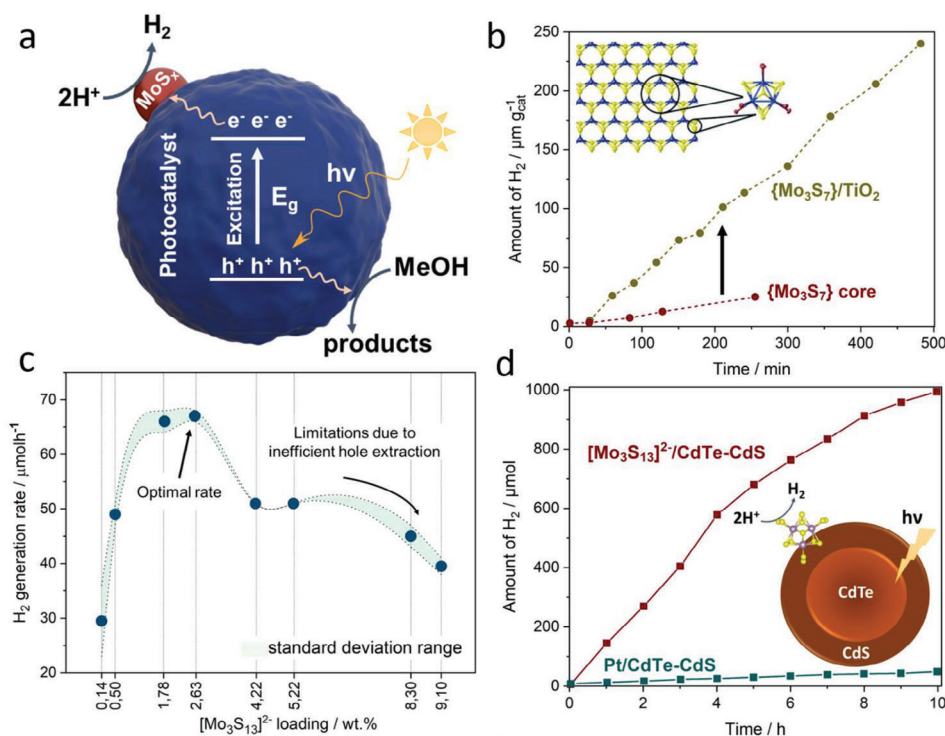 a
H₂
2H⁺
MoSₓ
e⁻ e⁻ e⁻
Photocatalyst
Excitation
E_g
hν
h⁺ h⁺ h⁺
MeOH
products
b
Amount of H₂ / μm g⁻¹cat
250
200
150
100
50
0
{Mo₃S₇}/TiO₂
{Mo₃S₇} core
0 100 200 300 400 500
Time / min
c
H₂ generation rate / μmolh⁻¹
70
60
50
40
30
20
Optimal rate
Limitations due to
inefficient hole extraction
standard deviation range
0,14
0,50
1,78
2,63
4,22
5,22
8,30
9,10
[Mo₃S₁₃]²⁻ loading / wt.%
d
Amount of H₂ / μmol
1000
800
600
400
200
0
[Mo₃S₁₃]²⁻/CdTe-CdS
H₂
2H⁺
hν
CdTe
CdS
Pt/CdTe-CdS
0 2 4 6 8 10
Time / h